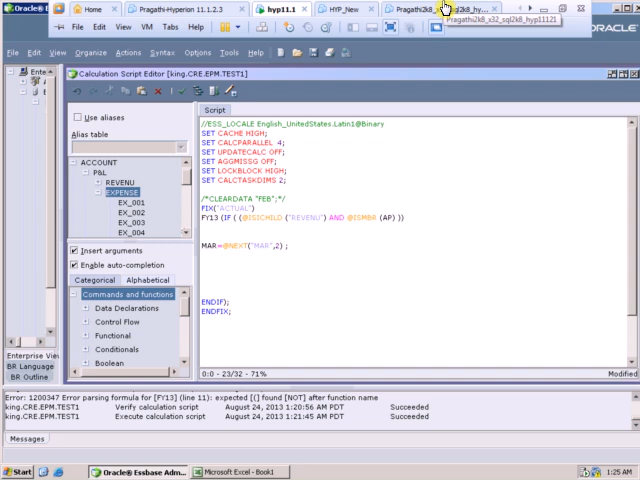 Oracle
Home
Pragathi-Hyperion 11.1.2.3
hyp11.1
HYP_New
Pragathi2k8_x32_sql2k8_hy...
File Edit View VM Tabs Help
Pragathi2k8_x32_sql2k8_hyp11121
ORACLE
File Edit View
Ente
Calculation Script Editor [king.CRE.EPM.TEST1]
Use aliases
Alias table
ACCOUNT
P&L
REVENU
EXPENSE
EX_001
EX_002
EX_003
EX_004
Insert arguments
Enable auto-completion
Categorical Alphabetical
Commands and functions
Data Declarations
Control Flow
Functional
Conditionals
Boolean
Script
//ESS_LOCALE English_UnitedStates.Latin1@Binary
SET CACHE HIGH;
SET CALCPARALLEL 4;
SET UPDATECALC OFF;
SET AGGMISSG OFF;
SET LOCKBLOCK HIGH;
SET CALCTASKDIMS 2;
/*CLEARDATA "FEB";*/
FIX("ACTUAL")
FY13 (IF ( (@ISICHILD ("REVENU") AND @ISMBR (AP) ))
MAR=@NEXT("MAR",2) ;
ENDIF);
ENDFIX;
0:0 - 23/32 - 71%
Modified
Enterprise Viev
BR Language
BR Outline
Error: 1200347 Error parsing formula for [FY13] (line 11): expected [(] found [NOT] after function name
king.CRE.EPM.TEST1 Verify calculation script August 24, 2013 1:20:56 AM PDT Succeeded
king.CRE.EPM.TEST1 Execute calculation script August 24, 2013 1:21:45 AM PDT Succeeded
Messages
Start
Oracle® Essbase Adm...
Microsoft Excel - Book1
1:25 AM